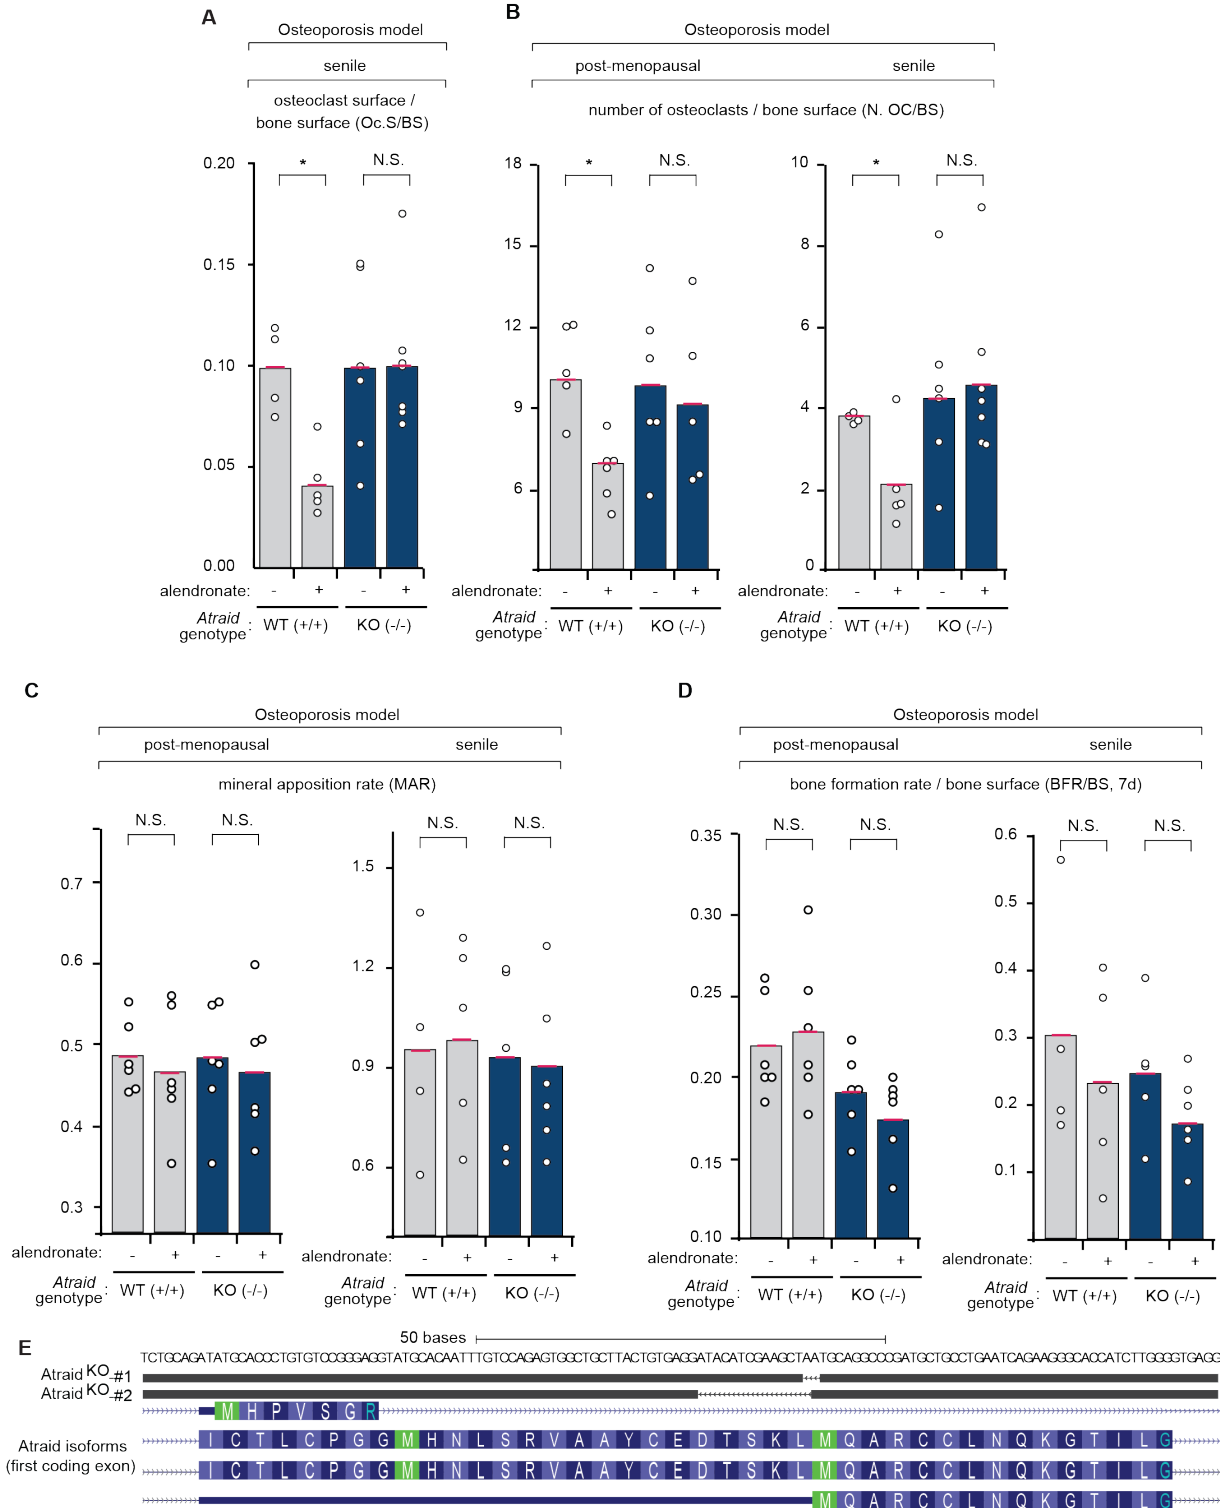 A
Osteoporosis model
senile
osteoclast surface /
bone surface (Oc.S/BS)
0.20
0.15
0.10
0.05
0.00
* N.S.
alendronate: - + - +
Atraid genotype : WT (+/+) KO (-/-)
B
Osteoporosis model
post-menopausal senile
number of osteoclasts / bone surface (N. OC/BS)
18
15
12
9
6
* N.S.
alendronate: - + - +
Atraid genotype : WT (+/+) KO (-/-)
10
8
6
4
2
0
* N.S.
alendronate: - + - +
Atraid genotype : WT (+/+) KO (-/-)
C
Osteoporosis model
post-menopausal senile
mineral apposition rate (MAR)
N.S. N.S.
0.7
0.6
0.5
0.4
0.3
alendronate: - + - +
Atraid genotype : WT (+/+) KO (-/-)
N.S. N.S.
1.5
1.2
0.9
0.6
alendronate: - + - +
Atraid genotype : WT (+/+) KO (-/-)
D
Osteoporosis model
post-menopausal senile
bone formation rate / bone surface (BFR/BS, 7d)
N.S. N.S.
0.35
0.30
0.25
0.20
0.15
0.10
alendronate: - + - +
Atraid genotype : WT (+/+) KO (-/-)
N.S. N.S.
0.6
0.5
0.4
0.3
0.2
0.1
alendronate: - + - +
Atraid genotype : WT (+/+) KO (-/-)
E
50 bases
Atraid KO-#1
Atraid KO-#2
M H P V S G R
Atraid isoforms
(first coding exon)
I C T L C P G G M H N L S R V A A Y C E D T S K L M Q A R C C L N Q K G T I L G
I C T L C P G G M H N L S R V A A Y C E D T S K L M Q A R C C L N Q K G T I L G
M Q A R C C L N Q K G T I L G